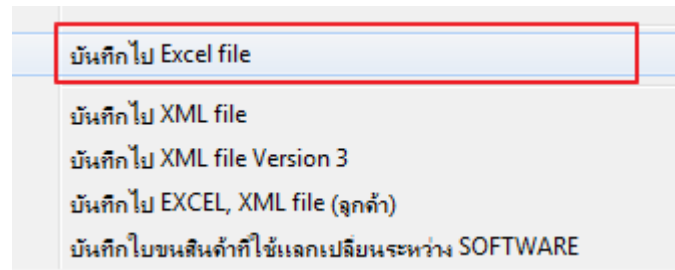 บันทึกไป Excel file
บันทึกไป XML file
บันทึกไป XML file Version 3
บันทึกไป EXCEL, XML file (ลูกค้า)
บันทึกใบขนสินค้าที่ใช้แลกเปลี่ยนระหว่าง SOFTWARE